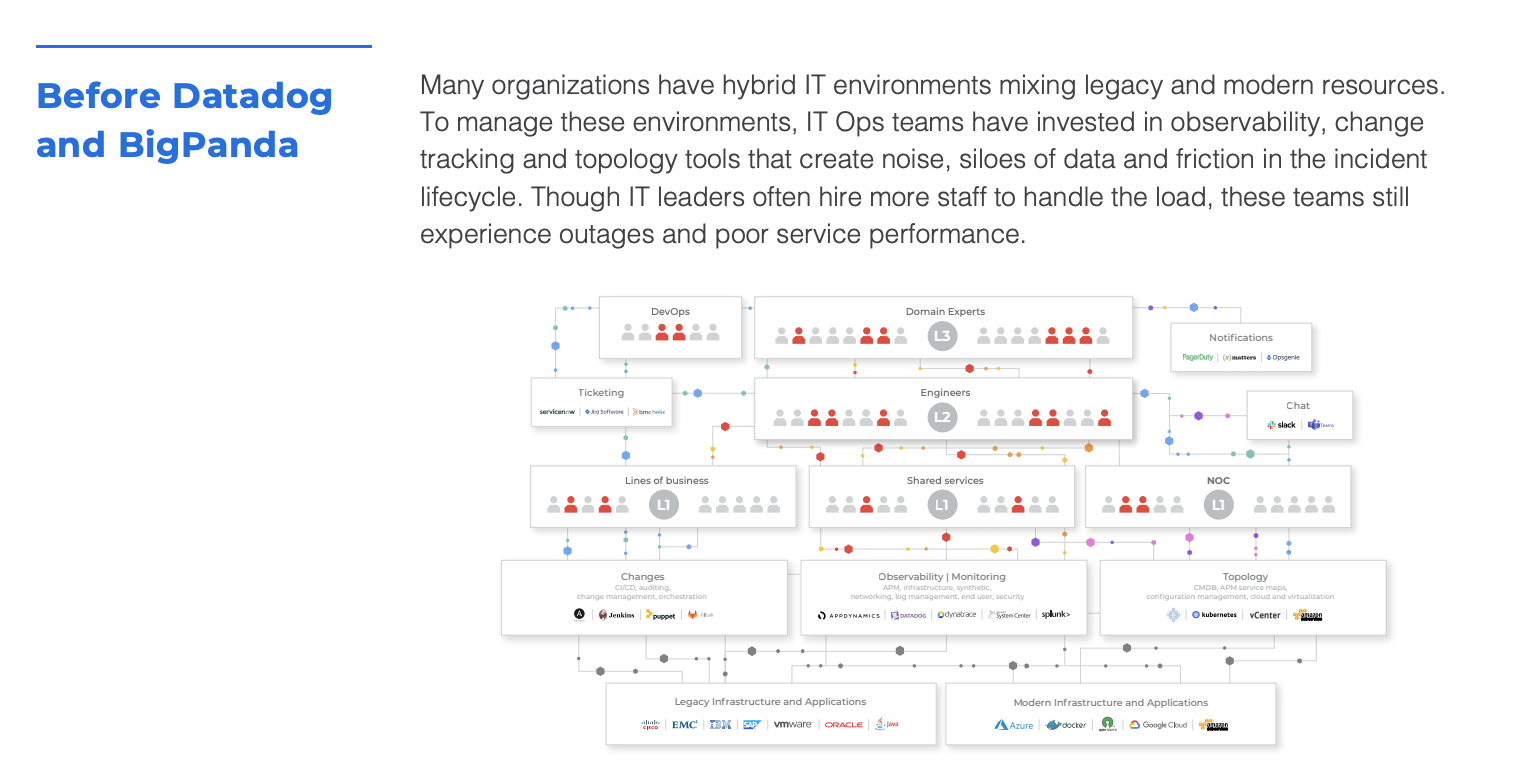 Before Datadog
and BigPanda
Many organizations have hybrid IT environments mixing legacy and modern resources.
To manage these environments, IT Ops teams have invested in observability, change
tracking and topology tools that create noise, siloes of data and friction in the incident
lifecycle. Though IT leaders often hire more staff to handle the load, these teams still
experience outages and poor service performance.
DevOps
Domain Experts
L3
Notifications
PagerDuty | (x)matters | Opsgenie
Ticketing
servicenow | Jira Software | bmc helix
Engineers
L2
Chat
slack | Teams
Lines of business
L1
Shared services
L1
NOC
L1
Changes
CI/CD, auditing,
change management, orchestration
A | Jenkins | puppet
Observability | Monitoring
APM, infrastructure, synthetic,
networking, log management, end user, security
APPDYNAMICS | DATADOG | dynatrace | System Center | splunk>
Topology
CMDB, APM service maps,
configuration management, cloud and virtualization
kubernetes | vCenter | amazon
Legacy Infrastructure and Applications
cisco | EMC² | IBM | SAP | vmware | ORACLE | Java
Modern Infrastructure and Applications
Azure | docker | Google Cloud | amazon